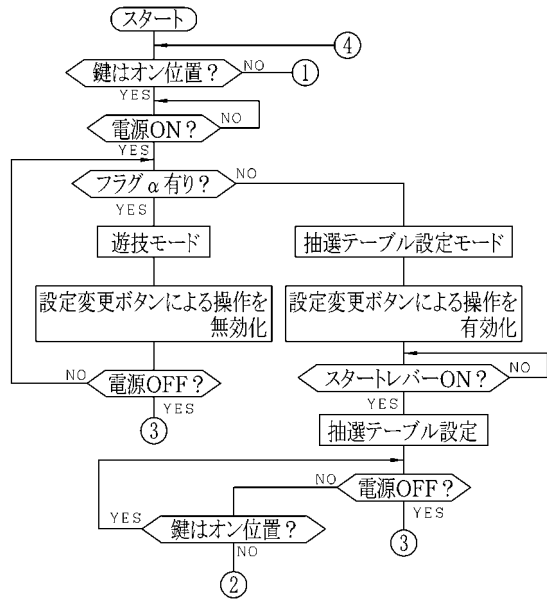 スタート
④
鍵はオン位置？
NO
①
YES
電源ON？
NO
YES
フラグα有り？
NO
YES
遊技モード
抽選テーブル設定モード
設定変更ボタンによる操作を
無効化
設定変更ボタンによる操作を
有効化
NO
電源OFF？
YES
③
スタートレバーON？
NO
YES
抽選テーブル設定
NO
電源OFF？
YES
③
YES
鍵はオン位置？
NO
②